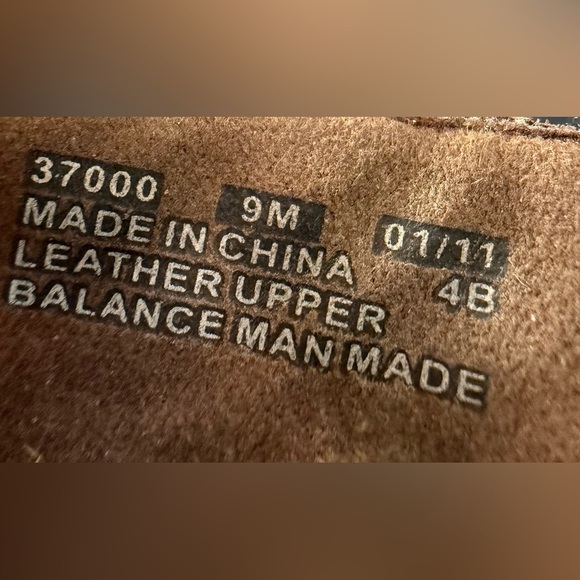 37000 9M 01/11
MADE IN CHINA 4B
LEATHER UPPER
BALANCE MAN MADE